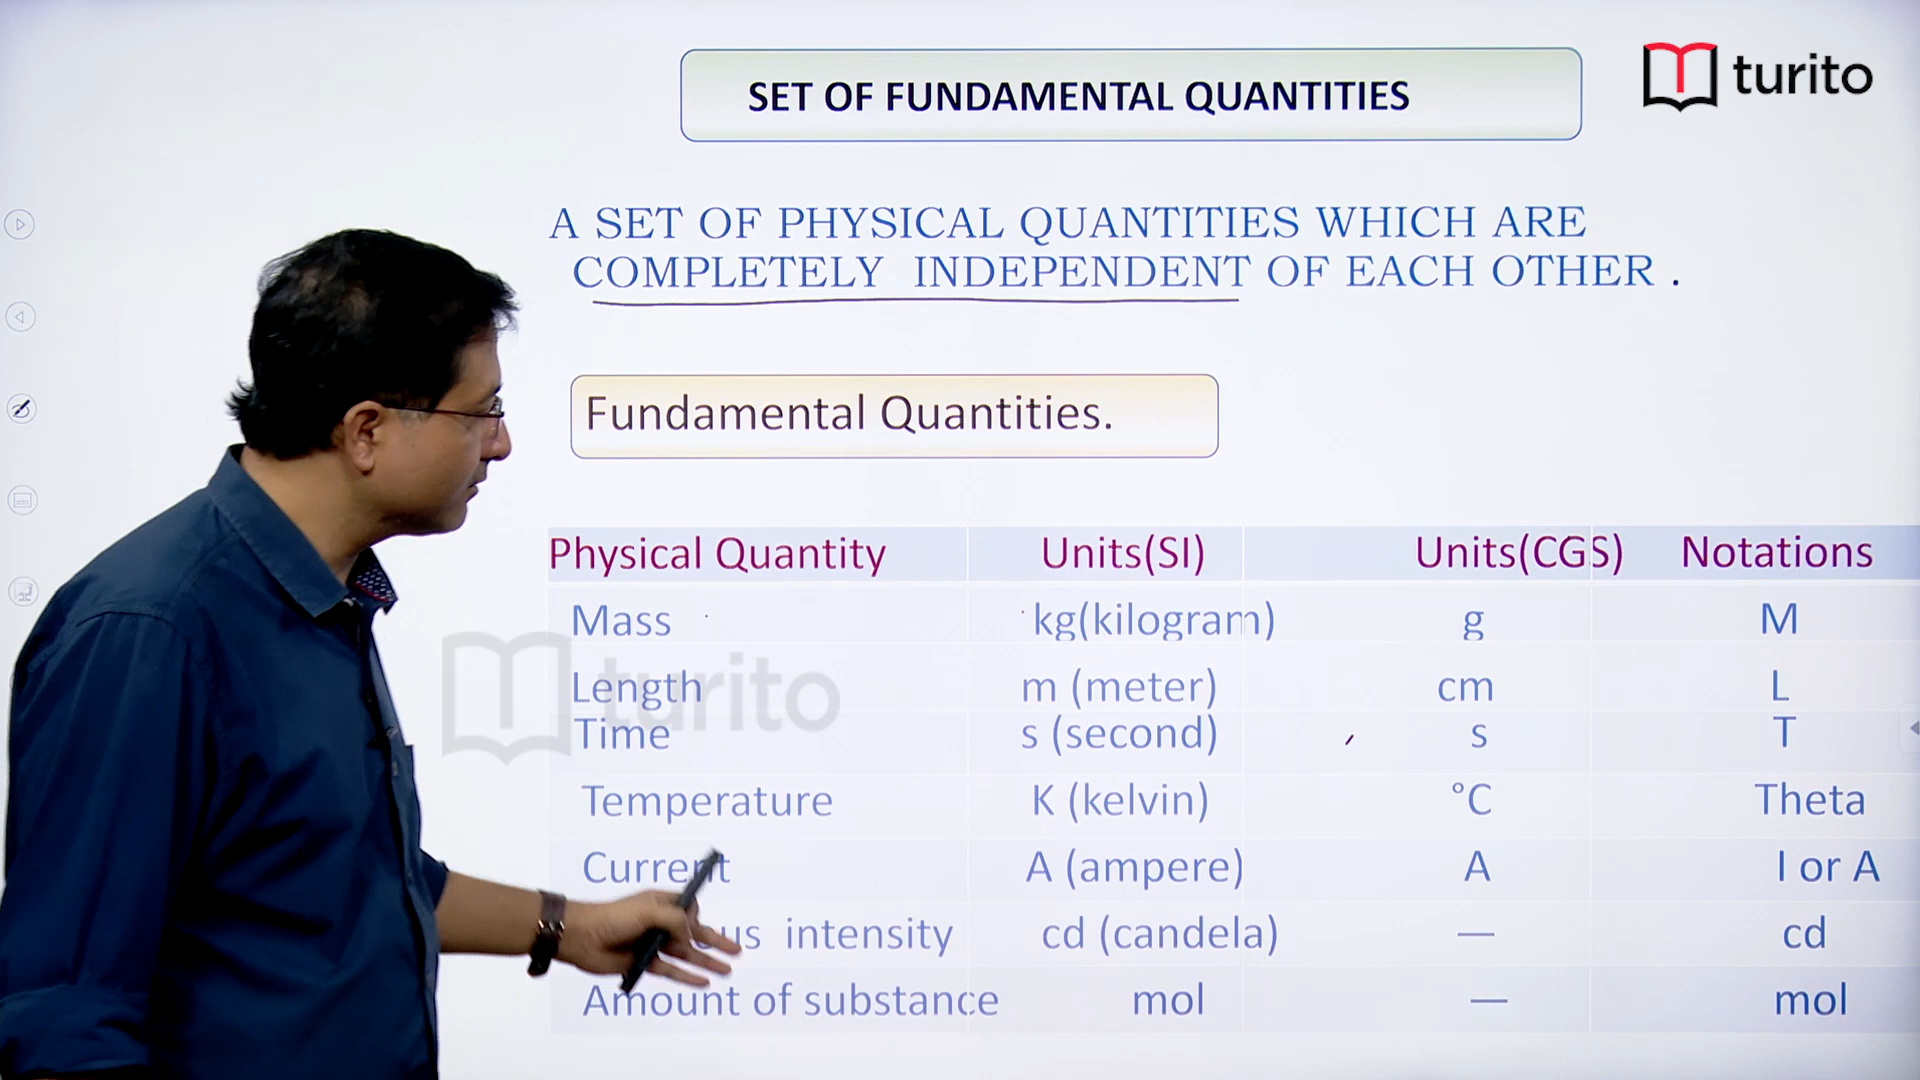 turito
SET OF FUNDAMENTAL QUANTITIES
A SET OF PHYSICAL QUANTITIES WHICH ARE
COMPLETELY INDEPENDENT OF EACH OTHER .
Fundamental Quantities.
Physical Quantity Units(SI) Units(CGS) Notations
Mass kg(kilogram) g M
Length m (meter) cm L
turito
Time s (second) s T
Temperature K (kelvin) °C Theta
Current A (ampere) A I or A
intensity cd (candela) — cd
Amount of substance mol — mol